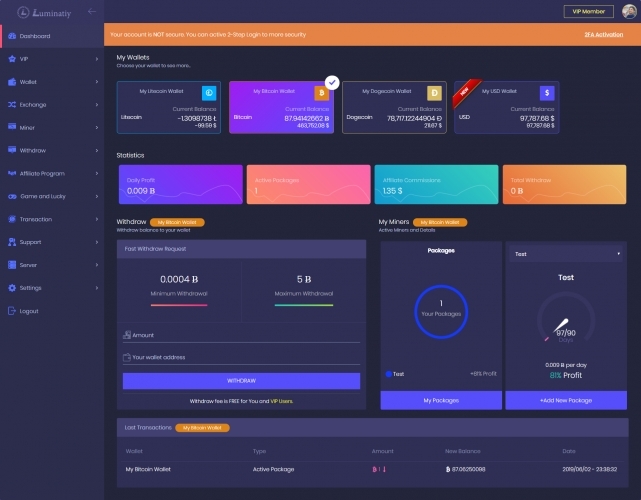 Luminatiy
VIP Member
Dashboard
VIP
Wallet
Exchange
Miner
Withdraw
Affiliate Program
Game and Lucky
Transaction
Support
Server
Settings
Logout
Your account is NOT secure. You can active 2-Step Login to more security
2FA Activation
My Wallets
Choose your wallet to see more..
My Litecoin Wallet
Current Balance
Litecoin
-1.3098738 Ł
-99.59 $
My Bitcoin Wallet
Current Balance
Bitcoin
87.94142662 Ƀ
463,752.08 $
My Dogecoin Wallet
Current Balance
Dogecoin
78,717.12244904 Ð
211.67 $
NEW
My USD Wallet
Current Balance
USD
97,787.68 $
97,787.68 $
Statistics
Daily Profit
0.009 Ƀ
Active Packages
1
Affiliate Commissions
1.35 $
Total Withdraw
0 Ƀ
Withdraw My Bitcoin Wallet
Withdraw balance to your wallet
Fast Withdraw Request
0.0004 Ƀ
Minimum Withdrawal
5 Ƀ
Maximum Withdrawal
Amount
Your wallet address
WITHDRAW
Withdraw fee is FREE for You and VIP Users.
My Miners My Bitcoin Wallet
Active Miners and Details
Packages
1
Your Packages
Test
+81% Profit
My Packages
Test
Test
97/90
Days
0.009 Ƀ per day
81% Profit
+Add New Package
Last Transactions My Bitcoin Wallet
Wallet Type Amount New Balance Date
My Bitcoin Wallet Active Package Ƀ 1 Ƀ 87.06250098 2019/06/02 - 23:38:32